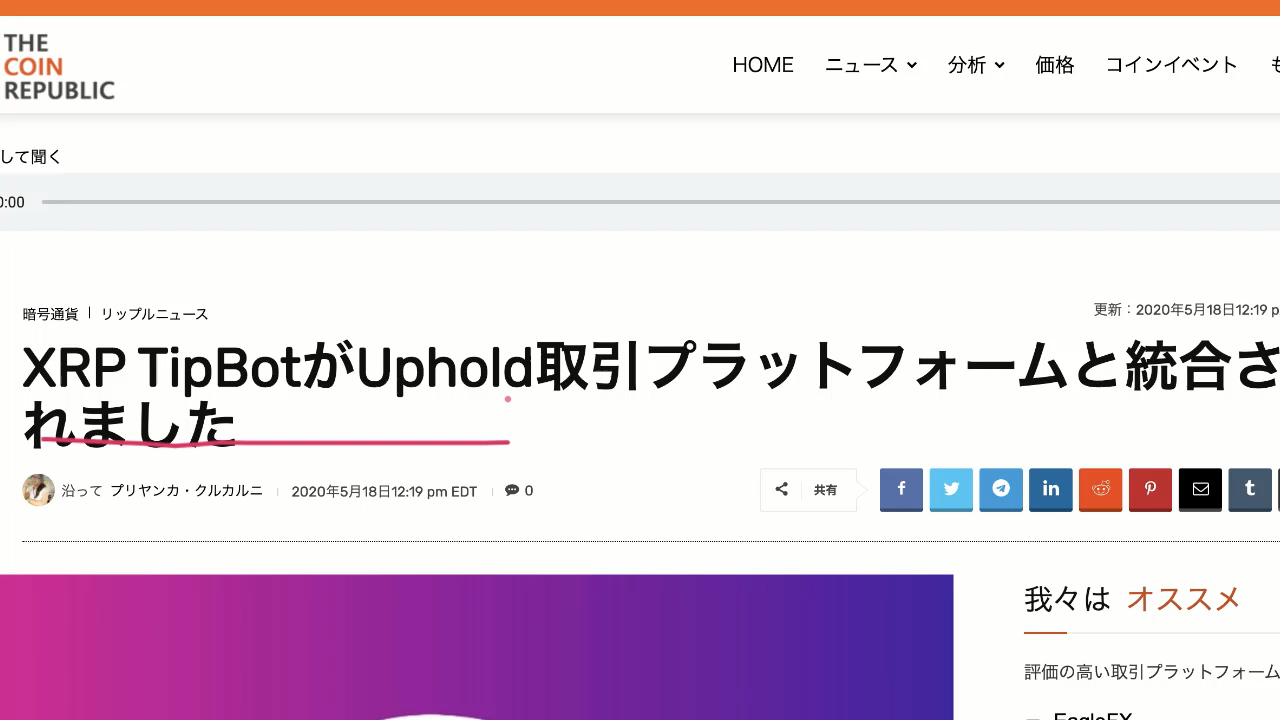 THE
COIN
REPUBLIC
HOME ニュース 分析 価格 コインイベント も
して聞く
0:00
暗号通貨 リップルニュース
更新：2020年5月18日12:19 p
XRP TipBotがUphold取引プラットフォームと統合さ
れました
沿って プリヤンカ・クルカルニ 2020年5月18日12:19 pm EDT 0
共有
我々は オススメ
評価の高い取引プラットフォーム
EagleFX